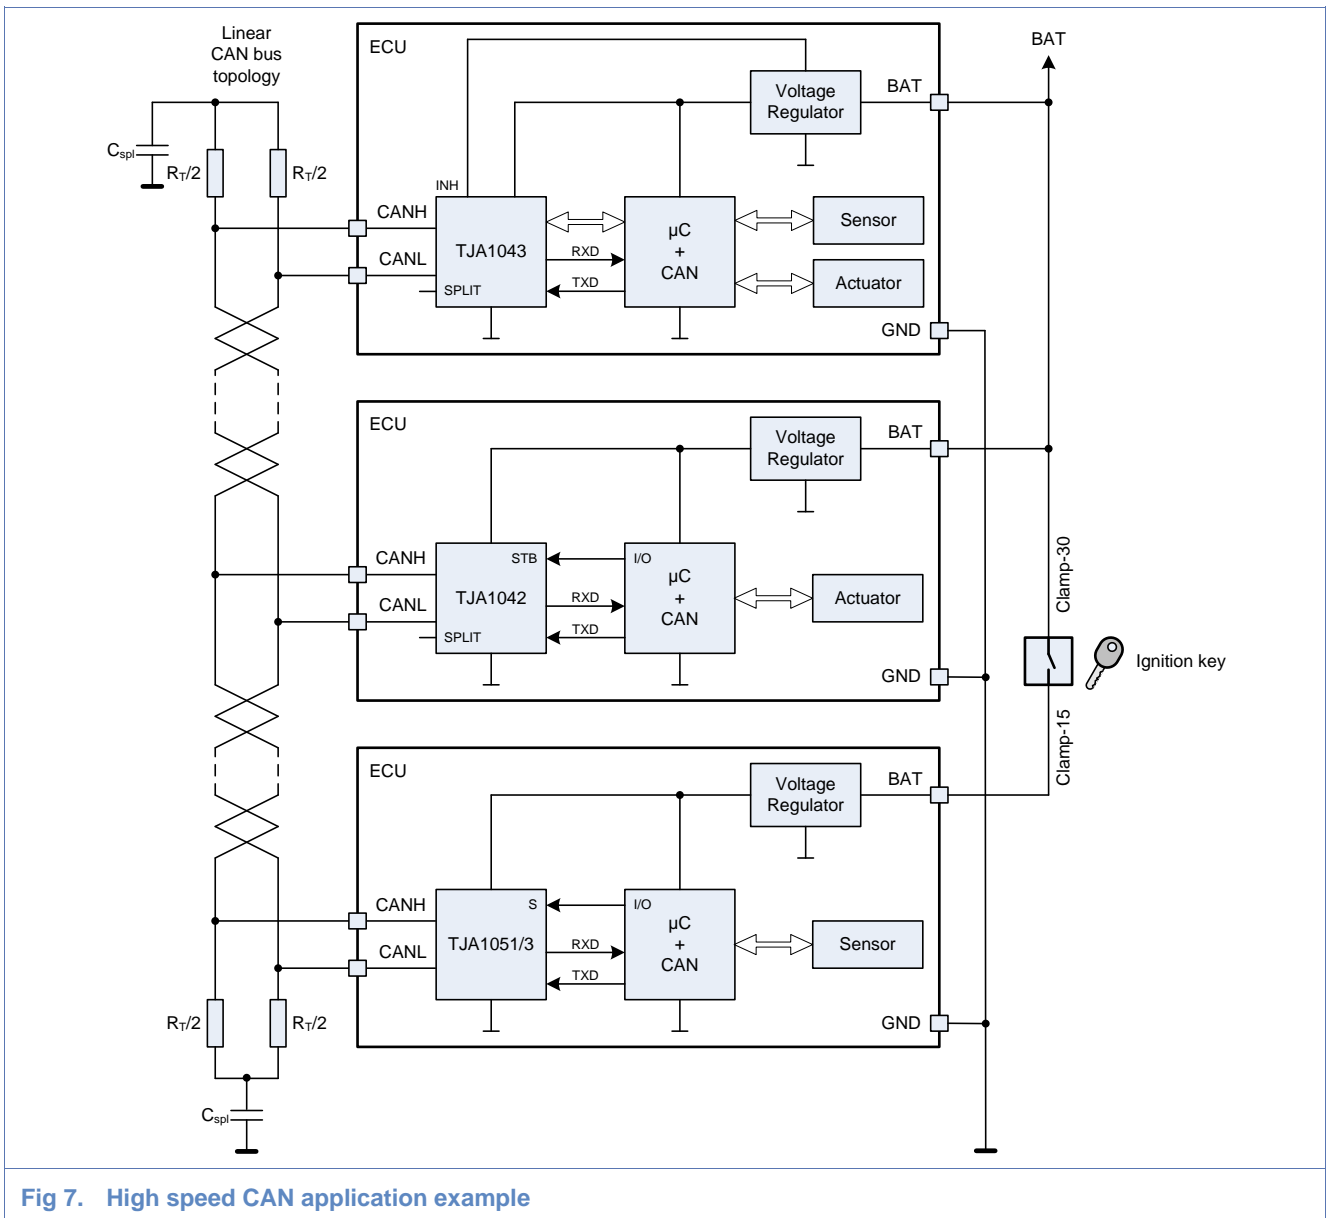 Linear
CAN bus
topology
Cspl
RT/2
RT/2
ECU
Voltage
Regulator
BAT
BAT
INH
CANH
CANL
TJA1043
SPLIT
RXD
TXD
µC
+
CAN
Sensor
Actuator
GND
ECU
Voltage
Regulator
BAT
CANH
CANL
STB
TJA1042
SPLIT
RXD
TXD
I/O
µC
+
CAN
Actuator
GND
Clamp-30
Ignition key
Clamp-15
ECU
Voltage
Regulator
BAT
CANH
CANL
S
TJA1051/3
RXD
TXD
I/O
µC
+
CAN
Sensor
GND
RT/2
RT/2
Cspl
Fig 7. High speed CAN application example